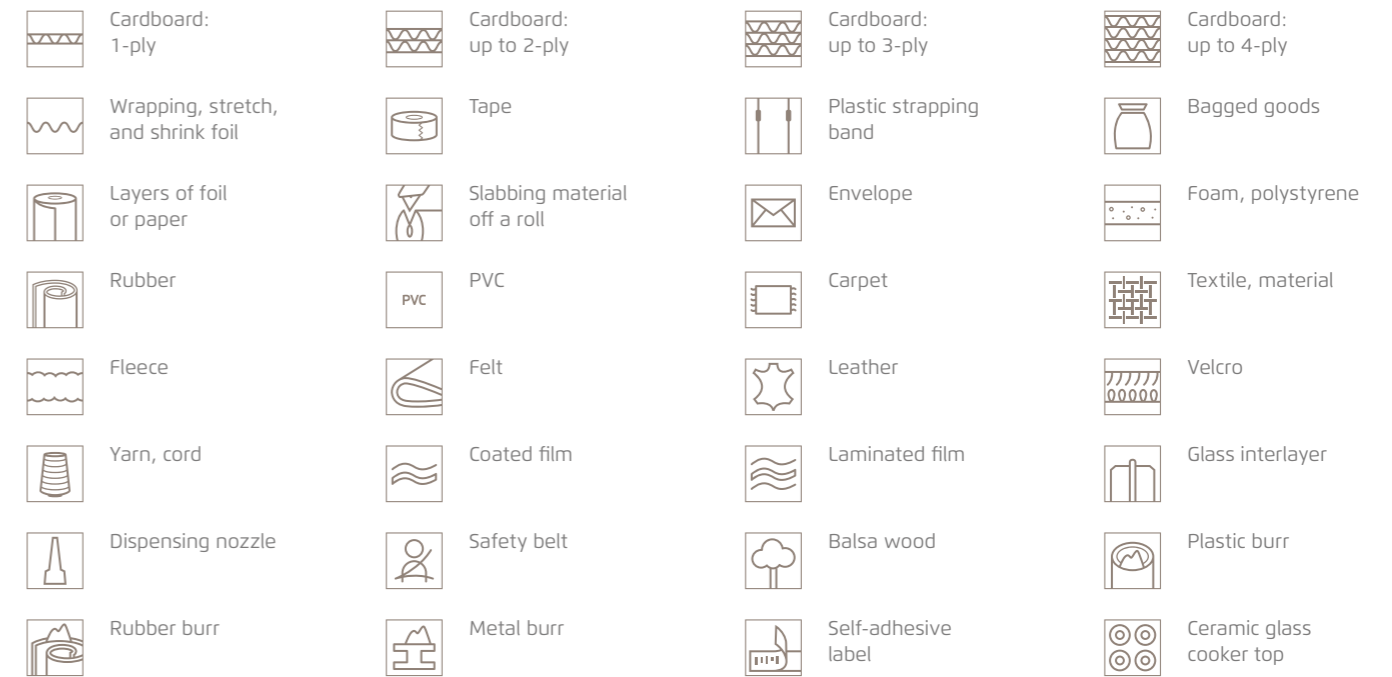 Cardboard:
1-ply
Cardboard:
up to 2-ply
Cardboard:
up to 3-ply
Cardboard:
up to 4-ply
Wrapping, stretch,
and shrink foil
Tape
Plastic strapping
band
Bagged goods
Layers of foil
or paper
Slabbing material
off a roll
Envelope
Foam, polystyrene
Rubber
PVC
PVC
Carpet
Textile, material
Fleece
Felt
Leather
Velcro
Yarn, cord
Coated film
Laminated film
Glass interlayer
Dispensing nozzle
Safety belt
Balsa wood
Plastic burr
Rubber burr
Metal burr
Self-adhesive
label
Ceramic glass
cooker top